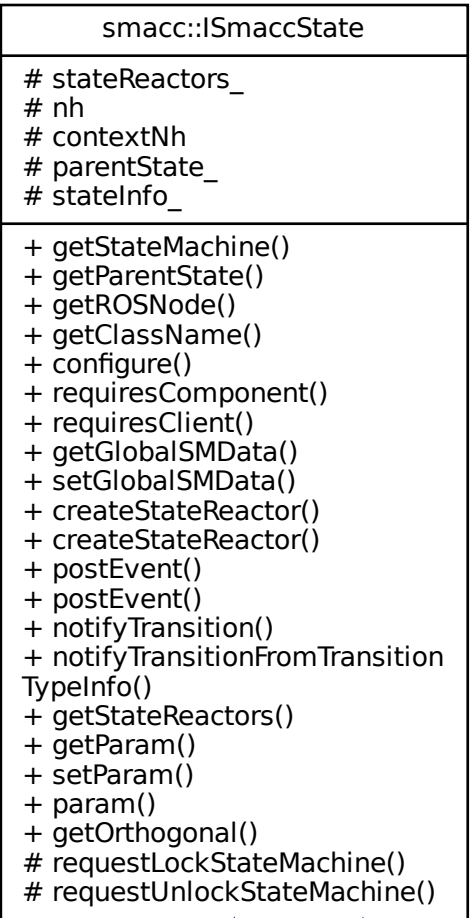 smacc::ISmaccState
# stateReactors_
# nh
# contextNh
# parentState_
# stateInfo_
+ getStateMachine()
+ getParentState()
+ getROSNode()
+ getClassName()
+ configure()
+ requiresComponent()
+ requiresClient()
+ getGlobalSMData()
+ setGlobalSMData()
+ createStateReactor()
+ createStateReactor()
+ postEvent()
+ postEvent()
+ notifyTransition()
+ notifyTransitionFromTransition
TypeInfo()
+ getStateReactors()
+ getParam()
+ setParam()
+ param()
+ getOrthogonal()
# requestLockStateMachine()
# requestUnlockStateMachine()